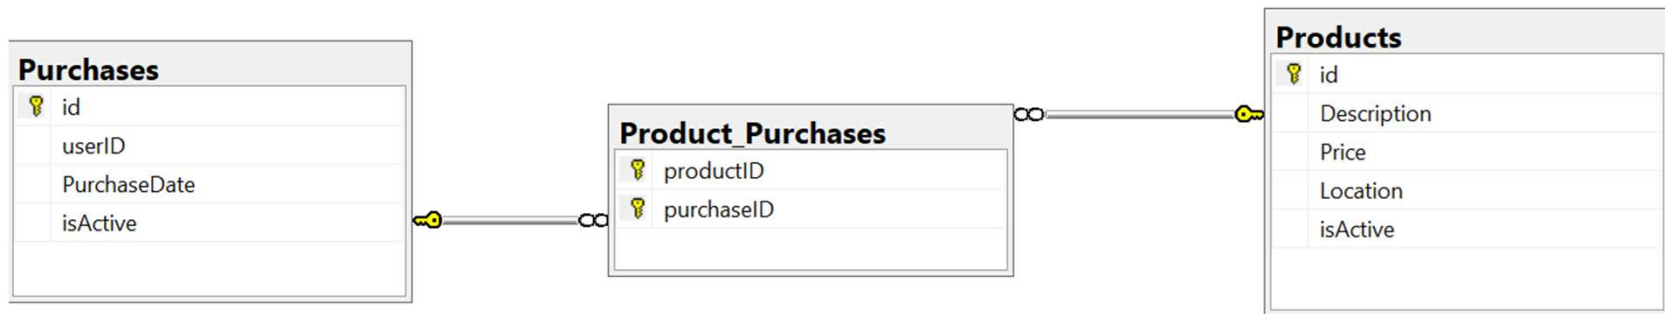 Purchases
id
userID
PurchaseDate
isActive
Product_Purchases
productID
purchaseID
Products
id
Description
Price
Location
isActive